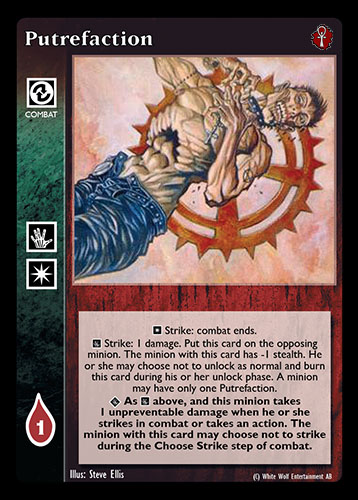 Putrefaction
COMBAT
Strike: combat ends.
Strike: 1 damage. Put this card on the opposing
minion. The minion with this card has -1 stealth. He
or she may choose not to unlock as normal and burn
this card during his or her unlock phase. A minion
may have only one Putrefaction.
As above, and this minion takes
1 unpreventable damage when he or she
strikes in combat or takes an action. The
minion with this card may choose not to strike
during the Choose Strike step of combat.
1
Illus: Steve Ellis
(C) White Wolf Entertainment AB